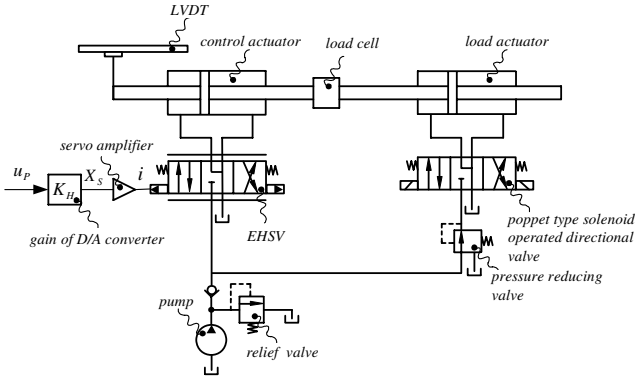 LVDT
control actuator
load cell
load actuator
servo amplifier
u_P
K_H
X_S
i
gain of D/A converter
EHSV
poppet type solenoid
operated directional
valve
pressure reducing
valve
pump
relief valve